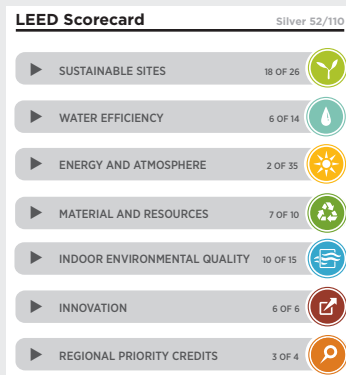 LEED Scorecard Silver 52/110
SUSTAINABLE SITES 18 OF 26
WATER EFFICIENCY 6 OF 14
ENERGY AND ATMOSPHERE 2 OF 35
MATERIAL AND RESOURCES 7 OF 10
INDOOR ENVIRONMENTAL QUALITY 10 OF 15
INNOVATION 6 OF 6
REGIONAL PRIORITY CREDITS 3 OF 4